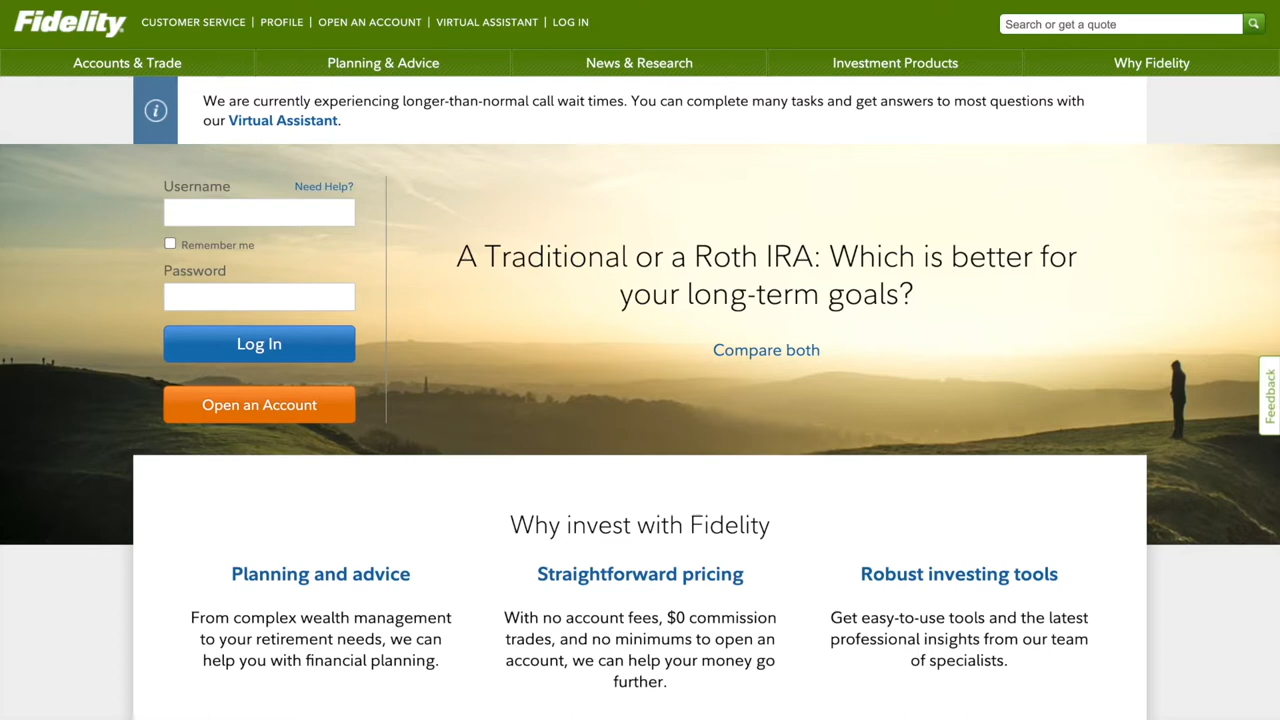 Fidelity
CUSTOMER SERVICE | PROFILE | OPEN AN ACCOUNT | VIRTUAL ASSISTANT | LOG IN
Search or get a quote
Accounts & Trade
Planning & Advice
News & Research
Investment Products
Why Fidelity
We are currently experiencing longer-than-normal call wait times. You can complete many tasks and get answers to most questions with
our Virtual Assistant.
Username
Need Help?
Remember me
Password
Log In
Open an Account
A Traditional or a Roth IRA: Which is better for
your long-term goals?
Compare both
Feedback
Why invest with Fidelity
Planning and advice
From complex wealth management
to your retirement needs, we can
help you with financial planning.
Straightforward pricing
With no account fees, $0 commission
trades, and no minimums to open an
account, we can help your money go
further.
Robust investing tools
Get easy-to-use tools and the latest
professional insights from our team
of specialists.